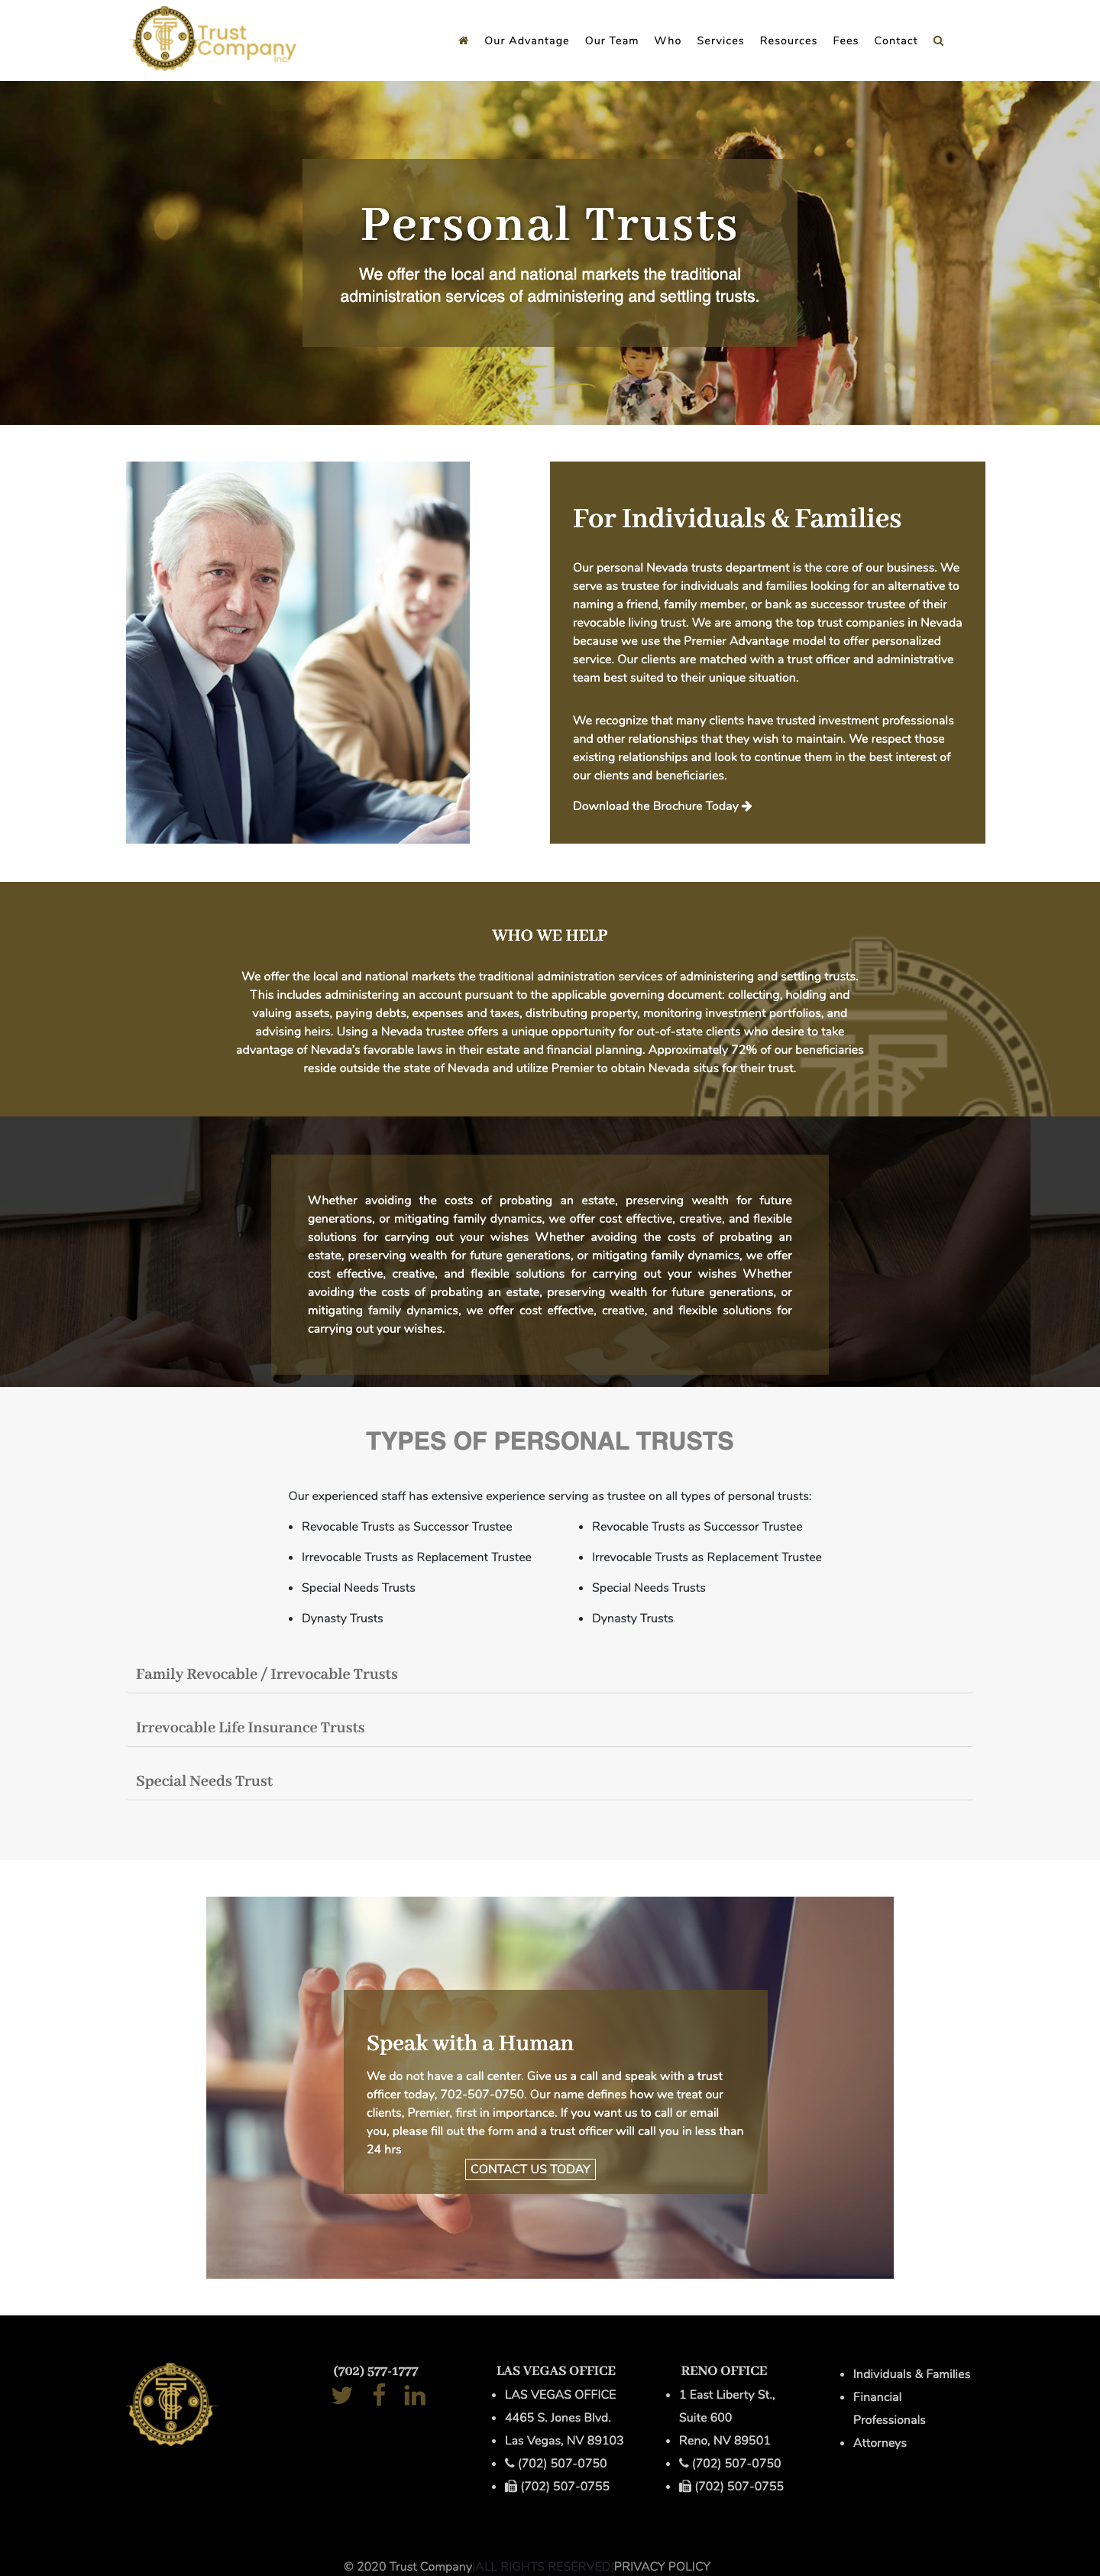 Trust
Company
Inc.
Our Advantage Our Team Who Services Resources Fees Contact
Personal Trusts
We offer the local and national markets the traditional
administration services of administering and settling trusts.
For Individuals & Families
Our personal Nevada trusts department is the core of our business. We
serve as trustee for individuals and families looking for an alternative to
naming a friend, family member, or bank as successor trustee of their
revocable living trust. We are among the top trust companies in Nevada
because we use the Premier Advantage model to offer personalized
service. Our clients are matched with a trust officer and administrative
team best suited to their unique situation.
We recognize that many clients have trusted investment professionals
and other relationships that they wish to maintain. We respect those
existing relationships and look to continue them in the best interest of
our clients and beneficiaries.
Download the Brochure Today
WHO WE HELP
We offer the local and national markets the traditional administration services of administering and settling trusts.
This includes administering an account pursuant to the applicable governing document: collecting, holding and
valuing assets, paying debts, expenses and taxes, distributing property, monitoring investment portfolios, and
advising heirs. Using a Nevada trustee offers a unique opportunity for out-of-state clients who desire to take
advantage of Nevada's favorable laws in their estate and financial planning. Approximately 72% of our beneficiaries
reside outside the state of Nevada and utilize Premier to obtain Nevada situs for their trust.
Whether avoiding the costs of probating an estate, preserving wealth for future
generations, or mitigating family dynamics, we offer cost effective, creative, and flexible
solutions for carrying out your wishes Whether avoiding the costs of probating an
estate, preserving wealth for future generations, or mitigating family dynamics, we offer
cost effective, creative, and flexible solutions for carrying out your wishes Whether
avoiding the costs of probating an estate, preserving wealth for future generations, or
mitigating family dynamics, we offer cost effective, creative, and flexible solutions for
carrying out your wishes.
TYPES OF PERSONAL TRUSTS
Our experienced staff has extensive experience serving as trustee on all types of personal trusts:
• Revocable Trusts as Successor Trustee
• Irrevocable Trusts as Replacement Trustee
• Special Needs Trusts
• Dynasty Trusts
• Revocable Trusts as Successor Trustee
• Irrevocable Trusts as Replacement Trustee
• Special Needs Trusts
• Dynasty Trusts
Family Revocable / Irrevocable Trusts
Irrevocable Life Insurance Trusts
Special Needs Trust
Speak with a Human
We do not have a call center. Give us a call and speak with a trust
officer today, 702-507-0750. Our name defines how we treat our
clients, Premier, first in importance. If you want us to call or email
you, please fill out the form and a trust officer will call you in less than
24 hrs
CONTACT US TODAY
(702) 577-1777
LAS VEGAS OFFICE
• LAS VEGAS OFFICE
• 4465 S. Jones Blvd.
• Las Vegas, NV 89103
• (702) 507-0750
• (702) 507-0755
RENO OFFICE
• 1 East Liberty St.,
Suite 600
• Reno, NV 89501
• (702) 507-0750
• (702) 507-0755
• Individuals & Families
• Financial
Professionals
• Attorneys
© 2020 Trust Company|ALL RIGHTS RESERVED|PRIVACY POLICY